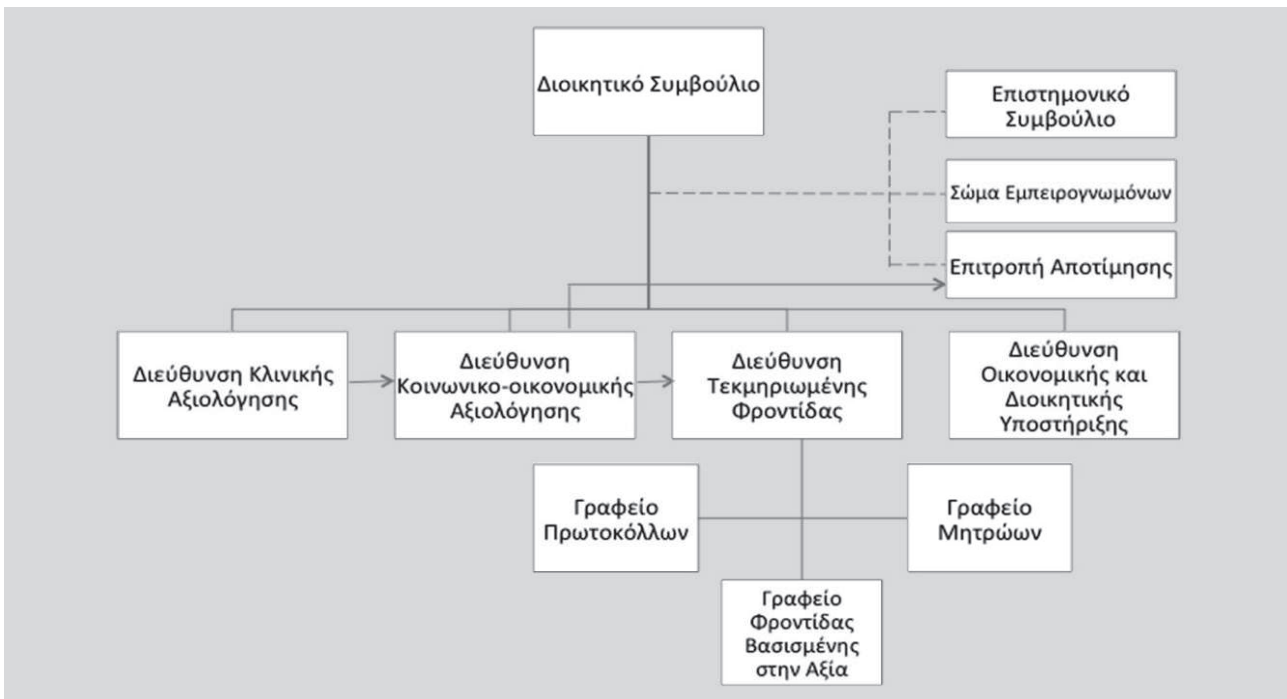 Διοικητικό Συμβούλιο
Επιστημονικό
Συμβούλιο
Σώμα Εμπειρογνωμόνων
Επιτροπή Αποτίμησης
Διεύθυνση Κλινικής
Αξιολόγησης
Διεύθυνση
Κοινωνικο-οικονομικής
Αξιολόγησης
Διεύθυνση
Τεκμηριωμένης
Φροντίδας
Διεύθυνση
Οικονομικής και
Διοικητικής
Υποστήριξης
Γραφείο
Πρωτοκόλλων
Γραφείο
Μητρώων
Γραφείο
Φροντίδας
Βασισμένης
στην Αξία